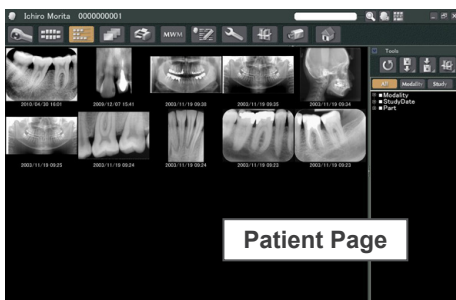 Ichiro Morita 0000000001
MWM
Tools
All Modality Study
Modality
StudyDate
Part
2010/04/30 16:01 2009/12/07 15:41 2003/11/19 09:38 2003/11/19 09:35 2003/11/19 09:34
2003/11/19 09:25 2003/11/19 09:24 2003/11/19 09:24 2003/11/19 09:23 2003/11/19 09:23
Patient Page